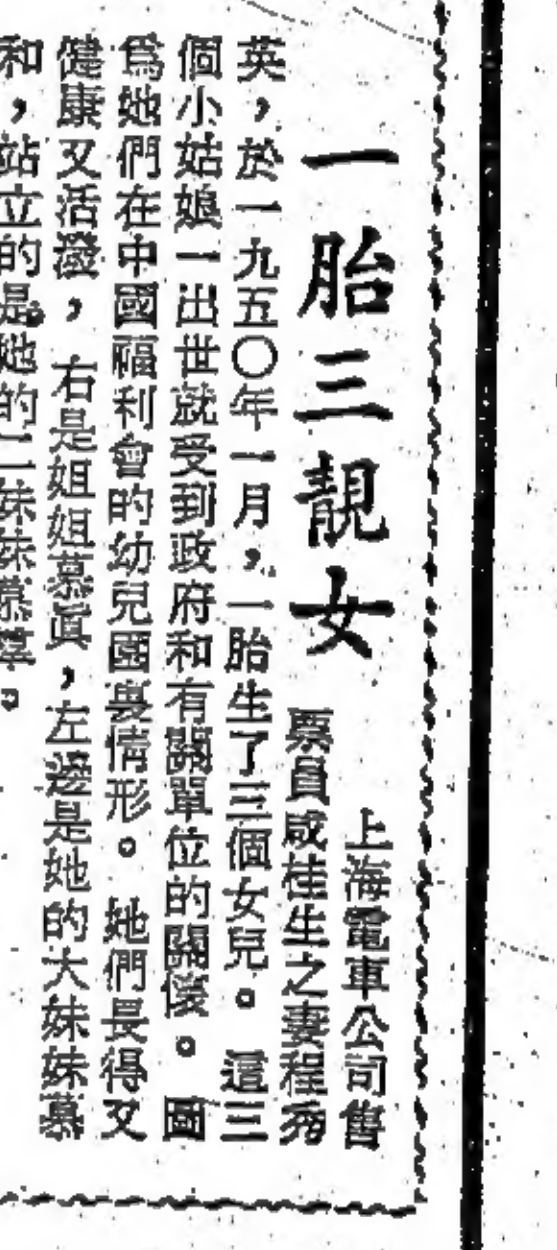 一胎三靚女
上海電車公司售
票員咸桂生之妻程秀
英，於一九五〇年一月，一胎生了三個女兒。這三
個小姑娘一出世就受到政府和有關單位的關懷。圖
爲她們在中國福利會的幼兒園裏情形。她們長得又
健康又活潑，右是姐姐慕眞，左邊是她的大妹妹慕
和，站立的是她的二妹妹慕